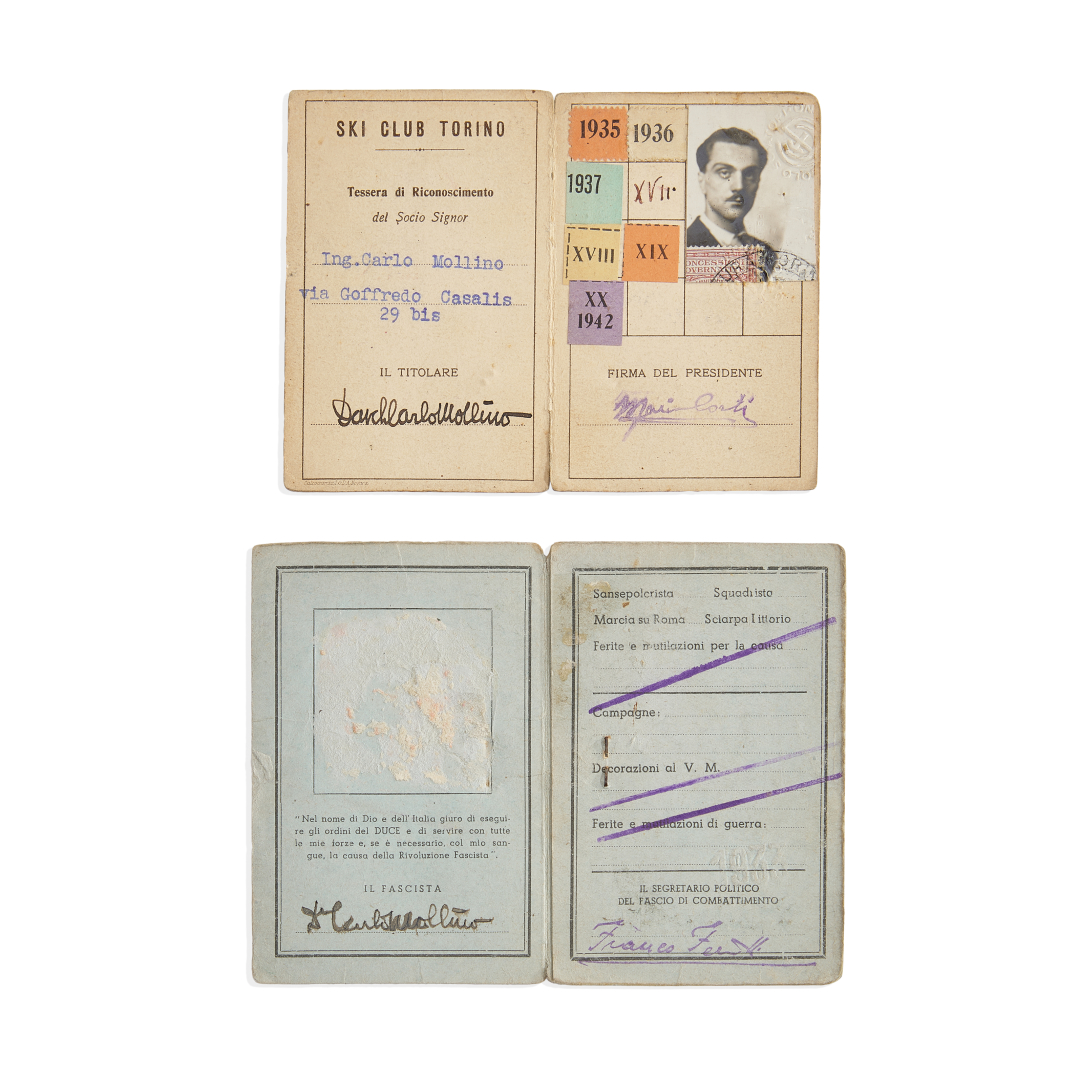 SKI CLUB TORINO
Tessera di Riconoscimento
del Socio Signor
Ing.Carlo Mollino
via Goffredo Casalis
29 bis
IL TITOLARE
DarchCarloMollino
1935 1936
1937 XVII
XVIII XIX
XX
1942
FIRMA DEL PRESIDENTE
"Nel nome di Dio e dell'Italia giuro di esegui-
re gli ordini del DUCE e di servire con tutte
le mie forze e, se è necessario, col mio san-
gue, la causa della Rivoluzione Fascista".
IL FASCISTA
Dr CarloMollino
Sansepolcrista Squadrista
Marcia su Roma Sciarpa Littorio
Ferite e mutilazioni per la causa
Campagne:
Decorazioni al V. M.
Ferite e mutilazioni di guerra:
IL SEGRETARIO POLITICO
DEL FASCIO DI COMBATTIMENTO
Franco